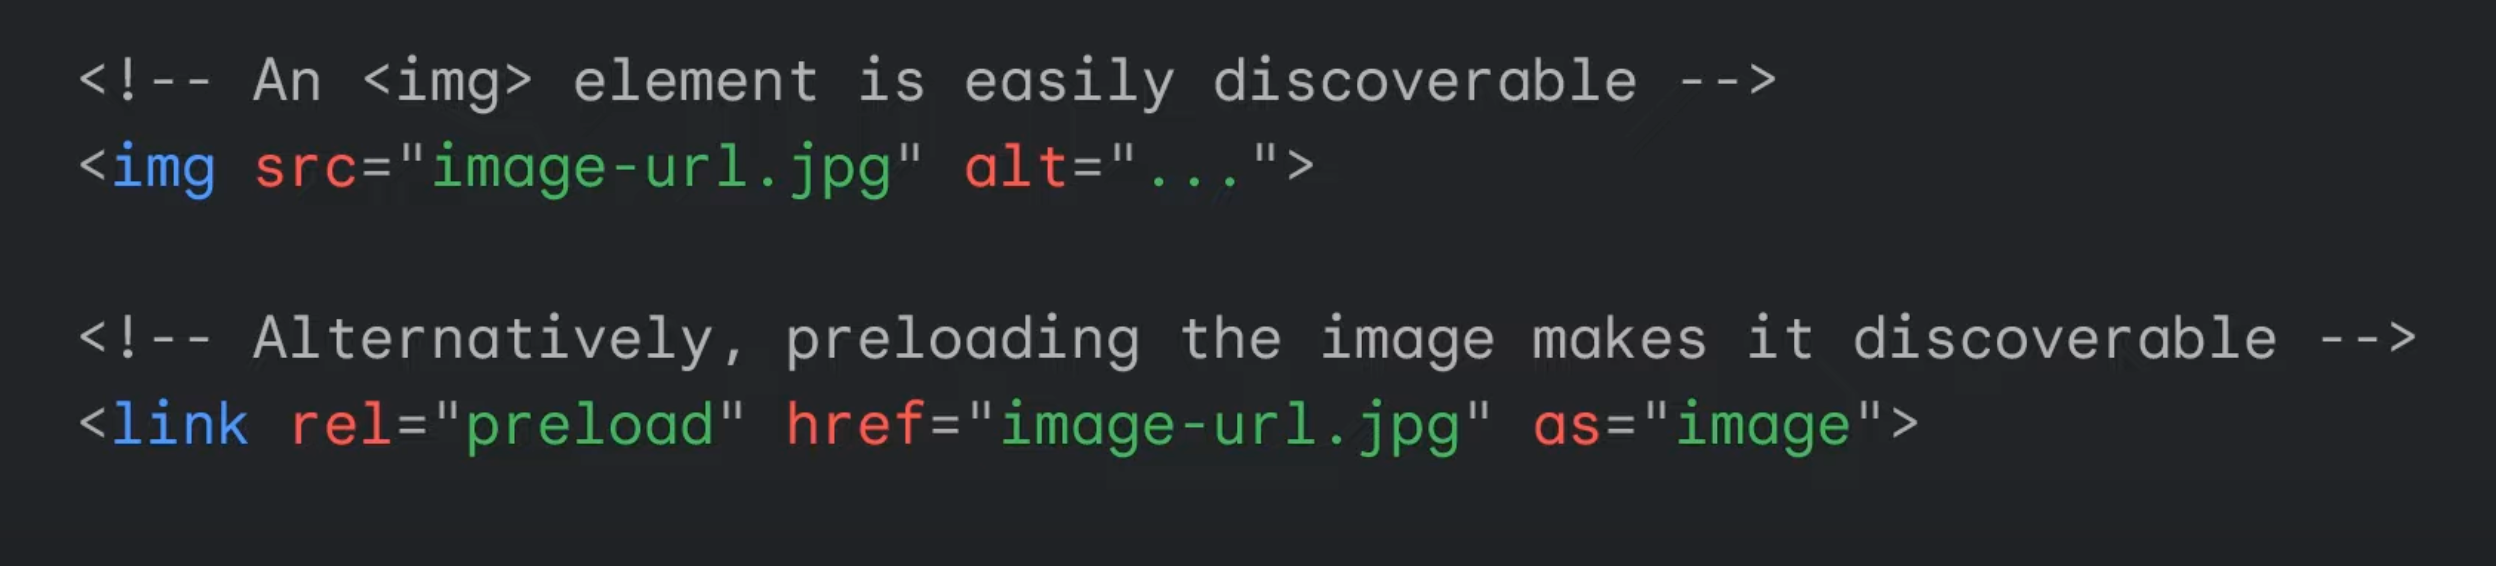 <!-- An <img> element is easily discoverable -->
<img src="image-url.jpg" alt="...">
<!-- Alternatively, preloading the image makes it discoverable -->
<link rel="preload" href="image-url.jpg" as="image">